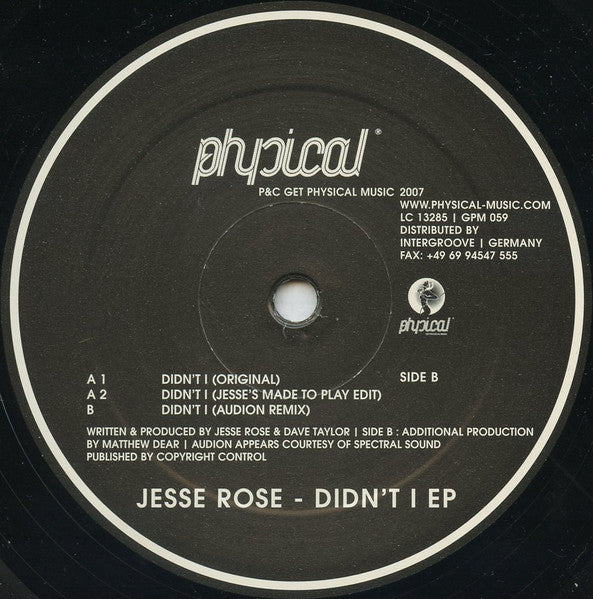 physical®
P&C GET PHYSICAL MUSIC 2007
WWW.PHYSICAL-MUSIC.COM
LC 13285 | GPM 059
DISTRIBUTED BY
INTERGROOVE | GERMANY
FAX: +49 69 94547 555
physical
A 1 DIDN'T I (ORIGINAL) SIDE B
A 2 DIDN'T I (JESSE'S MADE TO PLAY EDIT)
B DIDN'T I (AUDION REMIX)
WRITTEN & PRODUCED BY JESSE ROSE & DAVE TAYLOR | SIDE B : ADDITIONAL PRODUCTION
BY MATTHEW DEAR | AUDION APPEARS COURTESY OF SPECTRAL SOUND
PUBLISHED BY COPYRIGHT CONTROL
JESSE ROSE - DIDN'T I EP